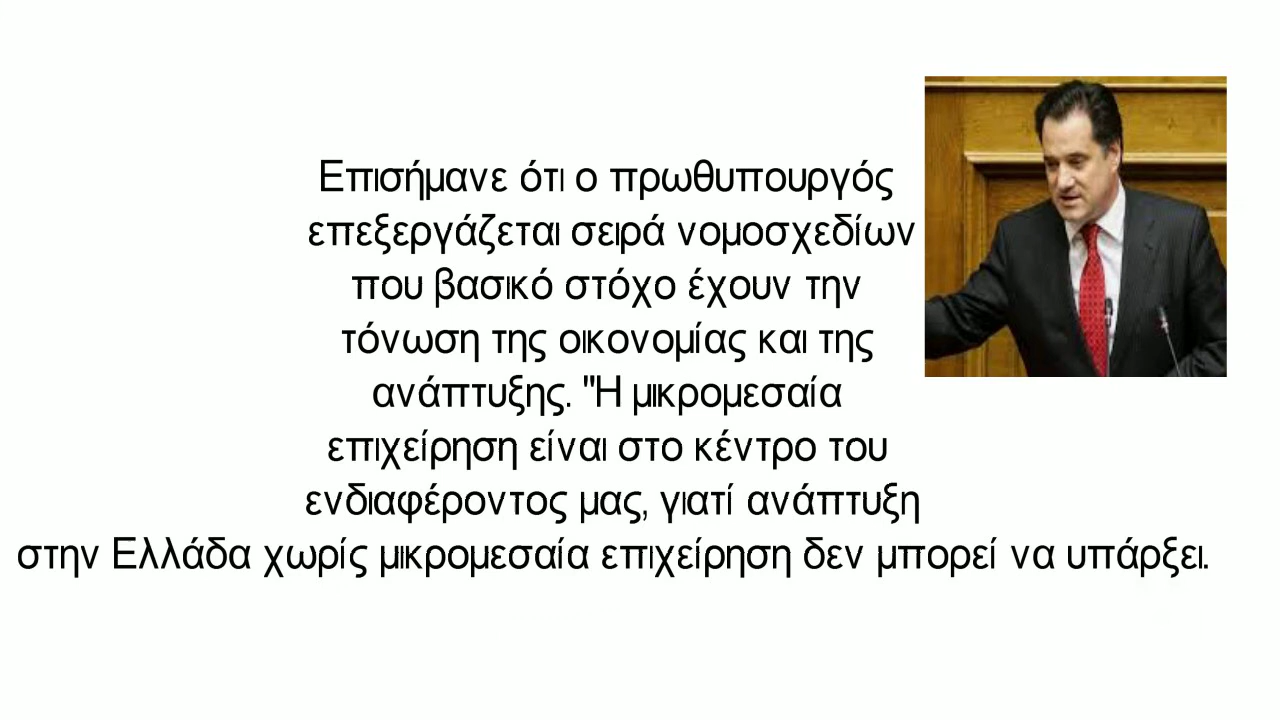 Επισήμανε ότι ο πρωθυπουργός
επεξεργάζεται σειρά νομοσχεδίων
που βασικό στόχο έχουν την
τόνωση της οικονομίας και της
ανάπτυξης. "Η μικρομεσαία
επιχείρηση είναι στο κέντρο του
ενδιαφέροντος μας, γιατί ανάπτυξη
στην Ελλάδα χωρίς μικρομεσαία επιχείρηση δεν μπορεί να υπάρξει.